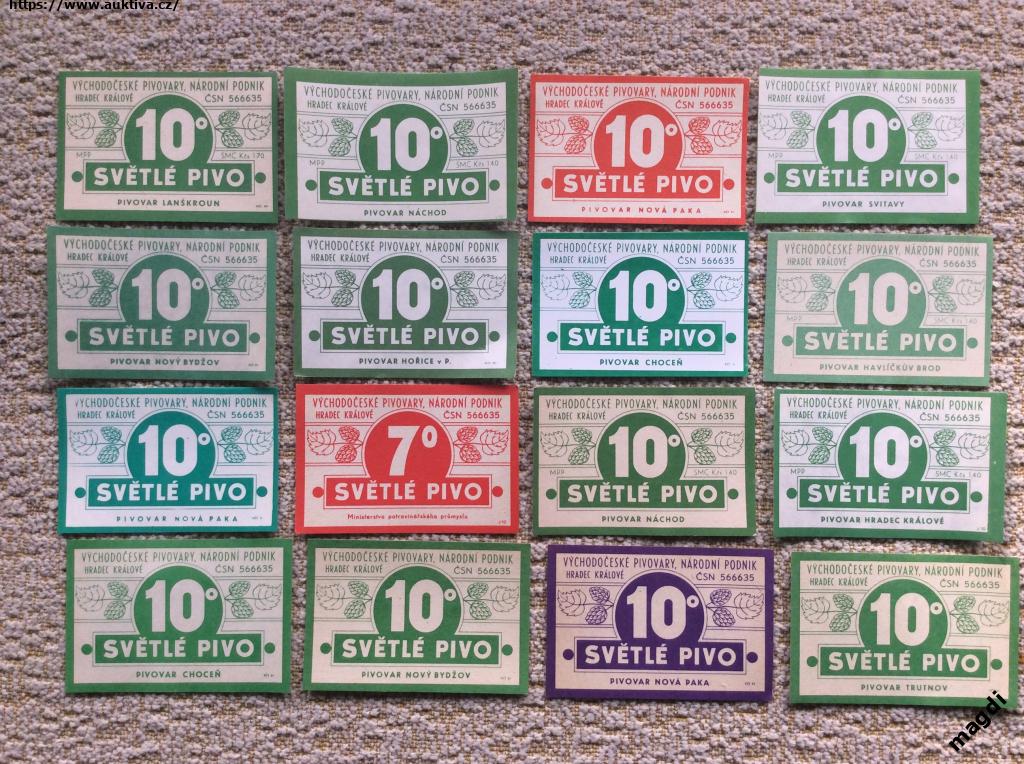 https://www.auktiva.cz/
VÝCHODOČESKÉ PIVOVARY, NÁRODNÍ PODNIK
HRADEC KRÁLOVÉ ČSN 566635
10°
MPP SMC Kčs 1,70
SVĚTLÉ PIVO
PIVOVAR LANŠKROUN
VÝCHODOČESKÉ PIVOVARY, NÁRODNÍ PODNIK
HRADEC KRÁLOVÉ ČSN 566635
10°
MPP SMC Kčs 1,40
SVĚTLÉ PIVO
PIVOVAR NÁCHOD
VÝCHODOČESKÉ PIVOVARY, NÁRODNÍ PODNIK
HRADEC KRÁLOVÉ ČSN 566635
10°
SVĚTLÉ PIVO
PIVOVAR NOVÁ PAKA
VÝCHODOČESKÉ PIVOVARY, NÁRODNÍ PODNIK
HRADEC KRÁLOVÉ ČSN 566635
10°
MPP SMC Kčs 1,40
SVĚTLÉ PIVO
PIVOVAR SVITAVY
VÝCHODOČESKÉ PIVOVARY, NÁRODNÍ PODNIK
HRADEC KRÁLOVÉ ČSN 566635
10°
SVĚTLÉ PIVO
PIVOVAR NOVÝ BYDŽOV
VÝCHODOČESKÉ PIVOVARY, NÁRODNÍ PODNIK
HRADEC KRÁLOVÉ ČSN 566635
10°
SVĚTLÉ PIVO
PIVOVAR HOŘICE v P.
VÝCHODOČESKÉ PIVOVARY, NÁRODNÍ PODNIK
HRADEC KRÁLOVÉ ČSN 566635
10°
SVĚTLÉ PIVO
PIVOVAR CHOCEŇ
VÝCHODOČESKÉ PIVOVARY, NÁRODNÍ PODNIK
HRADEC KRÁLOVÉ ČSN 566635
10°
MPP SMC Kčs 1,40
SVĚTLÉ PIVO
PIVOVAR HAVLÍČKŮV BROD
VÝCHODOČESKÉ PIVOVARY, NÁRODNÍ PODNIK
HRADEC KRÁLOVÉ ČSN 566635
10°
SVĚTLÉ PIVO
PIVOVAR NOVÁ PAKA
VÝCHODOČESKÉ PIVOVARY, NÁRODNÍ PODNIK
HRADEC KRÁLOVÉ ČSN 566635
7°
SVĚTLÉ PIVO
Ministerstvo potravinářského průmyslu
VÝCHODOČESKÉ PIVOVARY, NÁRODNÍ PODNIK
HRADEC KRÁLOVÉ ČSN 566635
10°
MPP SMC Kčs 1,40
SVĚTLÉ PIVO
PIVOVAR NÁCHOD
VÝCHODOČESKÉ PIVOVARY, NÁRODNÍ PODNIK
HRADEC KRÁLOVÉ ČSN 566635
10°
MPP SMC Kčs 1,40
SVĚTLÉ PIVO
PIVOVAR HRADEC KRÁLOVÉ
VÝCHODOČESKÉ PIVOVARY, NÁRODNÍ PODNIK
HRADEC KRÁLOVÉ ČSN 566635
10°
SVĚTLÉ PIVO
PIVOVAR CHOCEŇ
VÝCHODOČESKÉ PIVOVARY, NÁRODNÍ PODNIK
HRADEC KRÁLOVÉ ČSN 566635
10°
SVĚTLÉ PIVO
PIVOVAR NOVÝ BYDŽOV
VÝCHODOČESKÉ PIVOVARY, NÁRODNÍ PODNIK
HRADEC KRÁLOVÉ ČSN 566635
10°
SVĚTLÉ PIVO
PIVOVAR NOVÁ PAKA
VÝCHODOČESKÉ PIVOVARY, NÁRODNÍ PODNIK
HRADEC KRÁLOVÉ ČSN 566635
10°
SVĚTLÉ PIVO
PIVOVAR TRUTNOV
magdi